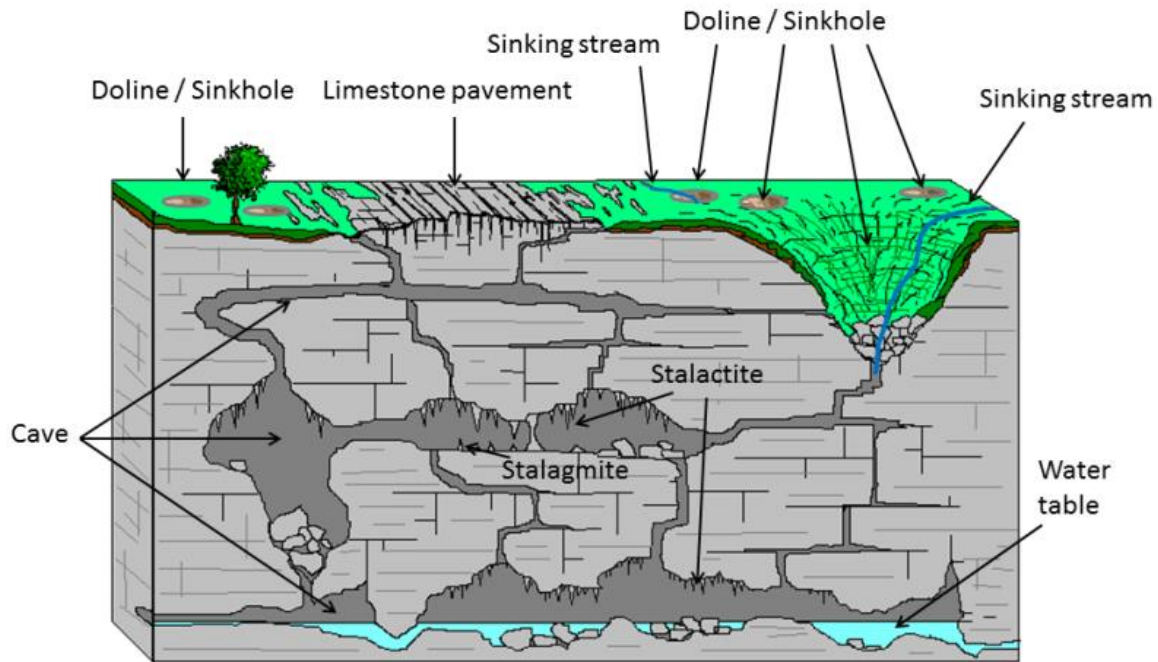 Doline / Sinkhole
Sinking stream
Doline / Sinkhole
Limestone pavement
Sinking stream
Stalactite
Cave
Stalagmite
Water
table